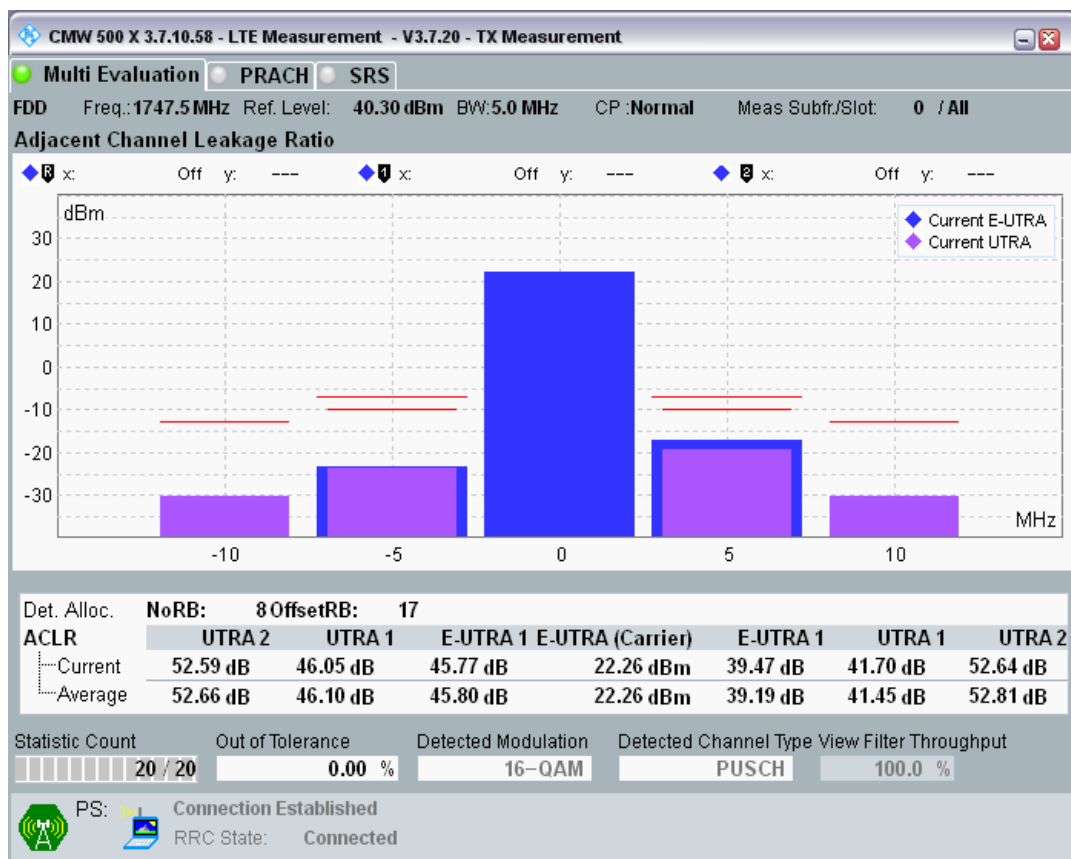 CMW 500 X 3.7.10.58 - LTE Measurement - V3.7.20 - TX Measurement
Multi Evaluation PRACH SRS
FDD Freq.: 1747.5 MHz Ref. Level: 40.30 dBm BW: 5.0 MHz CP : Normal Meas Subfr./Slot: 0 / All
Adjacent Channel Leakage Ratio
R x: Off y: --- 1 x: Off y: --- 2 x: Off y: ---
dBm
Current E-UTRA
Current UTRA
30
20
10
0
-10
-20
-30
MHz
-10 -5 0 5 10
Det. Alloc. NoRB: 8 OffsetRB: 17
ACLR UTRA 2 UTRA 1 E-UTRA 1 E-UTRA (Carrier) E-UTRA 1 UTRA 1 UTRA 2
Current 52.59 dB 46.05 dB 45.77 dB 22.26 dBm 39.47 dB 41.70 dB 52.64 dB
Average 52.66 dB 46.10 dB 45.80 dB 22.26 dBm 39.19 dB 41.45 dB 52.81 dB
Statistic Count Out of Tolerance Detected Modulation Detected Channel Type View Filter Throughput
20 / 20 0.00 % 16-QAM PUSCH 100.0 %
PS: Connection Established
RRC State: Connected